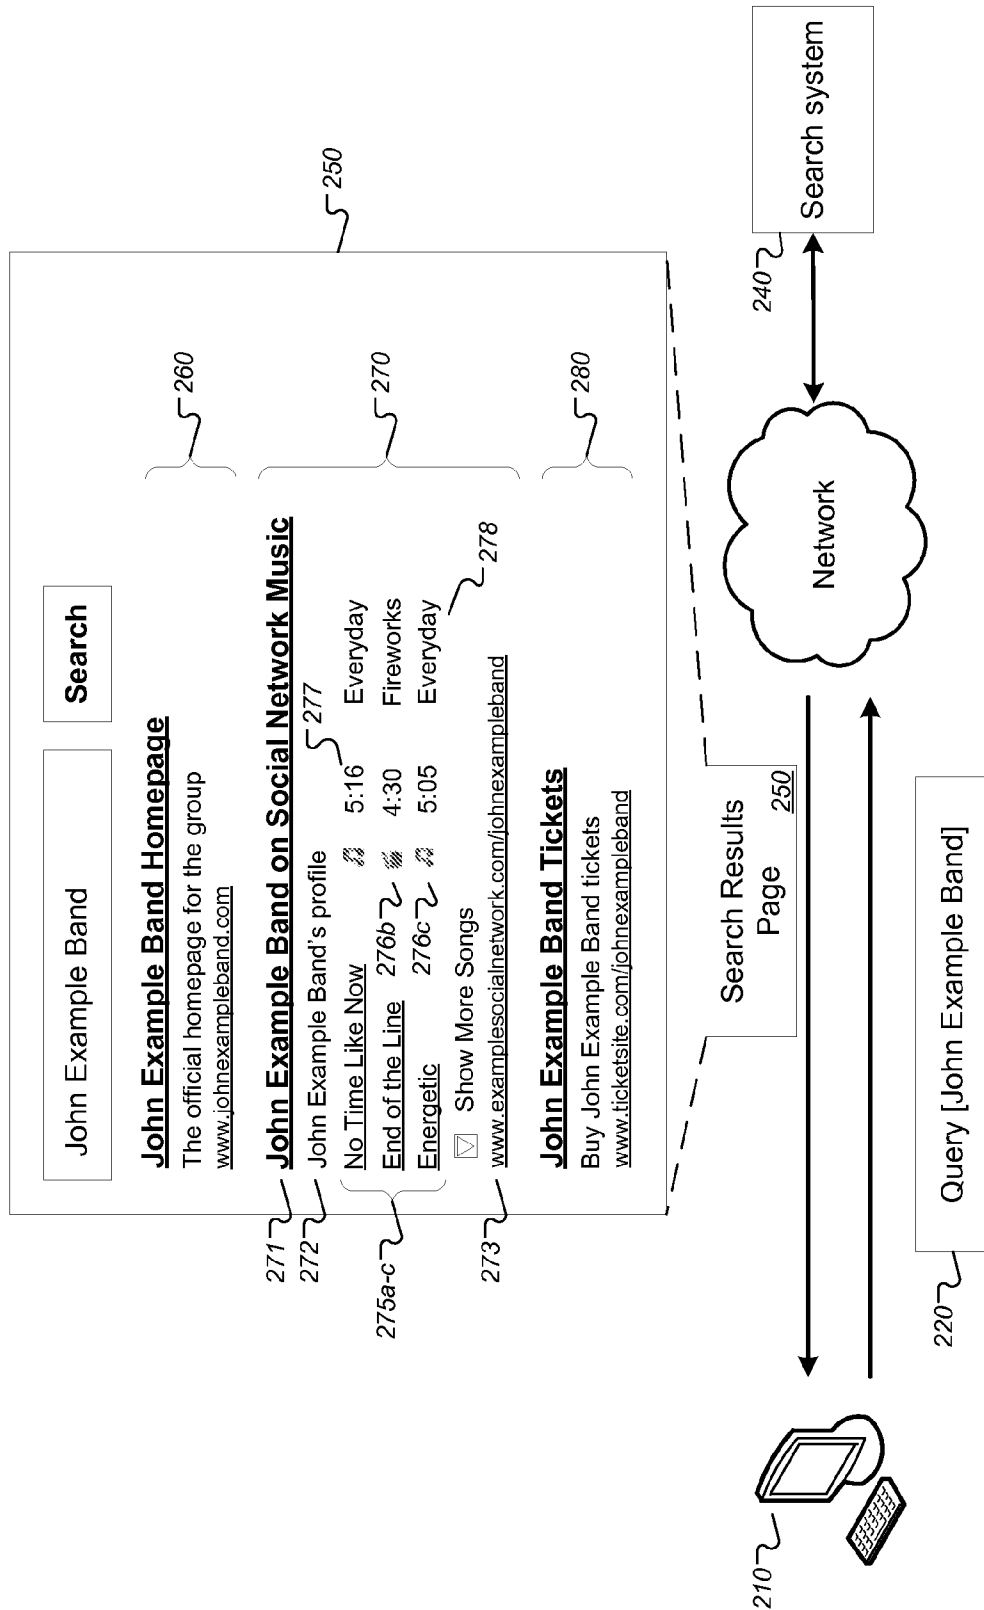 John Example Band
Search
250
John Example Band Homepage
The official homepage for the group
www.johnexampleband.com
260
271
John Example Band on Social Network Music
272
John Example Band's profile
277
270
275a-c
No Time Like Now 5:16 Everyday
End of the Line 276b 4:30 Fireworks
Energetic 276c 5:05 Everyday
278
Show More Songs
273
www.examplesocialnetwork.com/johnexampleband
John Example Band Tickets
Buy John Example Band tickets
www.ticketsite.com/johnexampleband
280
Search Results
Page
250
210
Network
240
Search system
220
Query [John Example Band]